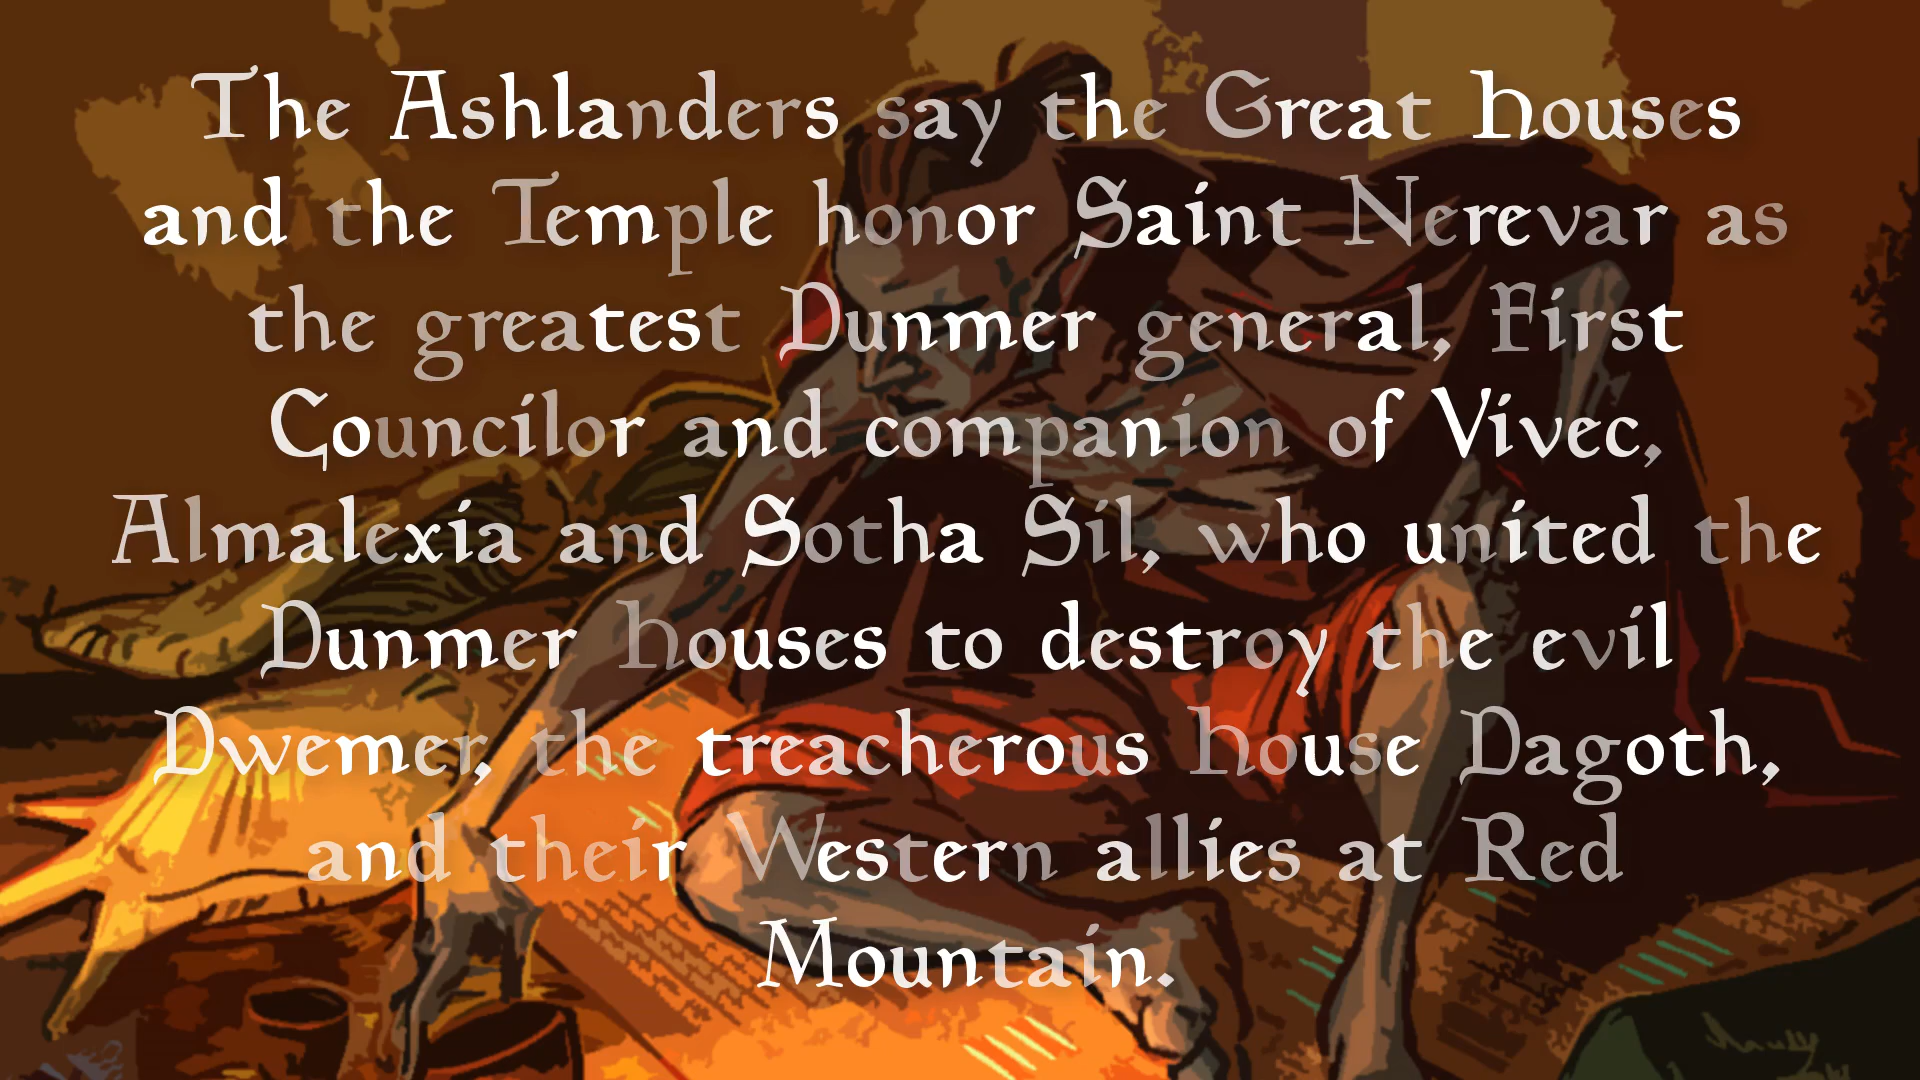 The Ashlanders say the Great Houses
and the Temple honor Saint Nerevar as
the greatest Dunmer general, First
Councilor and companion of Vivec,
Almalexia and Sotha Sil, who united the
Dunmer Houses to destroy the evil
Dwemer, the treacherous House Dagoth,
and their Western allies at Red
Mountain.